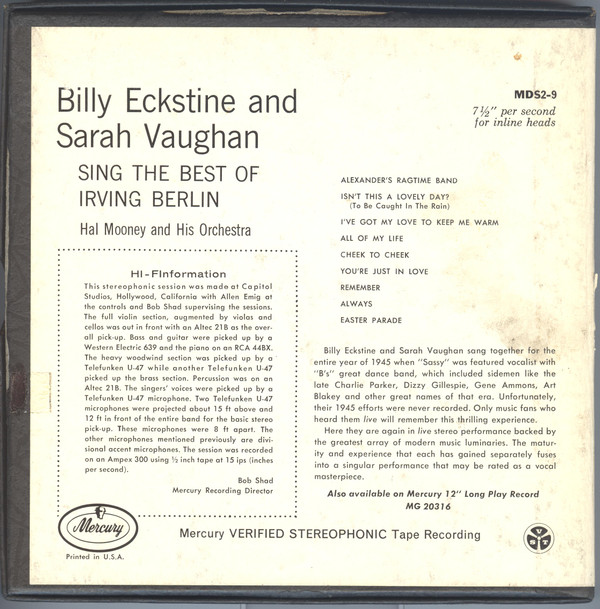 Billy Eckstine and
Sarah Vaughan
SING THE BEST OF
IRVING BERLIN
Hal Mooney and His Orchestra
MDS2-9
7½" per second
for inline heads
ALEXANDER'S RAGTIME BAND
ISN'T THIS A LOVELY DAY?
(To Be Caught In The Rain)
I'VE GOT MY LOVE TO KEEP ME WARM
ALL OF MY LIFE
CHEEK TO CHEEK
YOU'RE JUST IN LOVE
REMEMBER
ALWAYS
EASTER PARADE
HI-FInformation
This stereophonic session was made at Capitol
Studios, Hollywood, California with Allen Emig at
the controls and Bob Shad supervising the sessions.
The full violin section, augmented by violas and
cellos was out in front with an Altec 21B as the over-
all pick-up. Bass and guitar were picked up by a
Western Electric 639 and the piano on an RCA 44BX.
The heavy woodwind section was picked up by a
Telefunken U-47 while another Telefunken U-47
picked up the brass section. Percussion was on an
Altec 21B. The singers' voices were picked up by a
Telefunken U-47 microphone. Two Telefunken U-47
microphones were projected about 15 ft above and
12 ft in front of the entire band for the basic stereo
pick-up. These microphones were 8 ft apart. The
other microphones mentioned previously are divi-
sional accent microphones. The session was recorded
on an Ampex 300 using ½ inch tape at 15 ips (inches
per second).
Bob Shad
Mercury Recording Director
Billy Eckstine and Sarah Vaughan sang together for the
entire year of 1945 when "Sassy" was featured vocalist with
"B's" great dance band, which included sidemen like the
late Charlie Parker, Dizzy Gillespie, Gene Ammons, Art
Blakey and other great names of that era. Unfortunately,
their 1945 efforts were never recorded. Only music fans who
heard them live will remember this thrilling experience.
Here they are again in live stereo performance backed by
the greatest array of modern music luminaries. The matur-
ity and experience that each has gained separately fuses
into a singular performance that may be rated as a vocal
masterpiece.
Also available on Mercury 12" Long Play Record
MG 20316
Mercury
Printed in U.S.A.
Mercury VERIFIED STEREOPHONIC Tape Recording